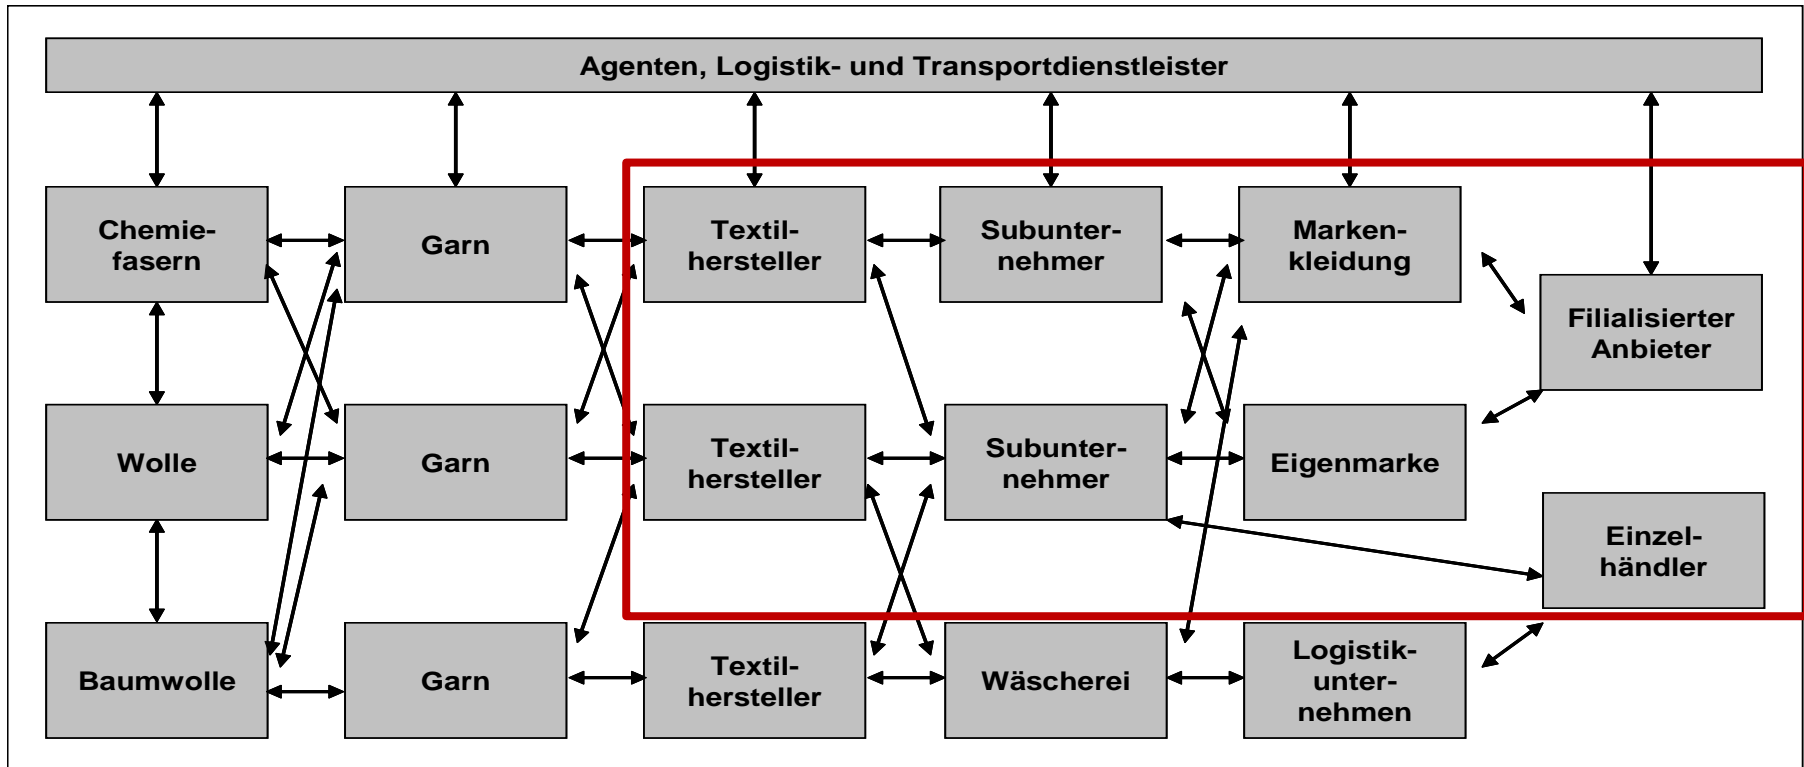 Agenten, Logistik- und Transportdienstleister
Chemie-
fasern
Garn
Textil-
hersteller
Subunter-
nehmer
Marken-
kleidung
Filialisierter
Anbieter
Wolle
Garn
Textil-
hersteller
Subunter-
nehmer
Eigenmarke
Einzel-
händler
Baumwolle
Garn
Textil-
hersteller
Wäscherei
Logistik-
unter-
nehmen